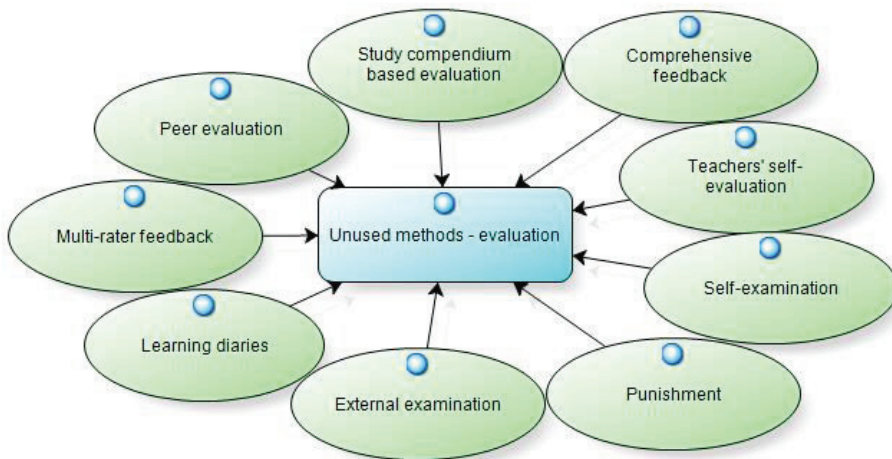 Study compendium
based evaluation
Comprehensive
feedback
Peer evaluation
Teachers' self-
evaluation
Multi-rater feedback
Unused methods - evaluation
Self-examination
Learning diaries
External examination
Punishment